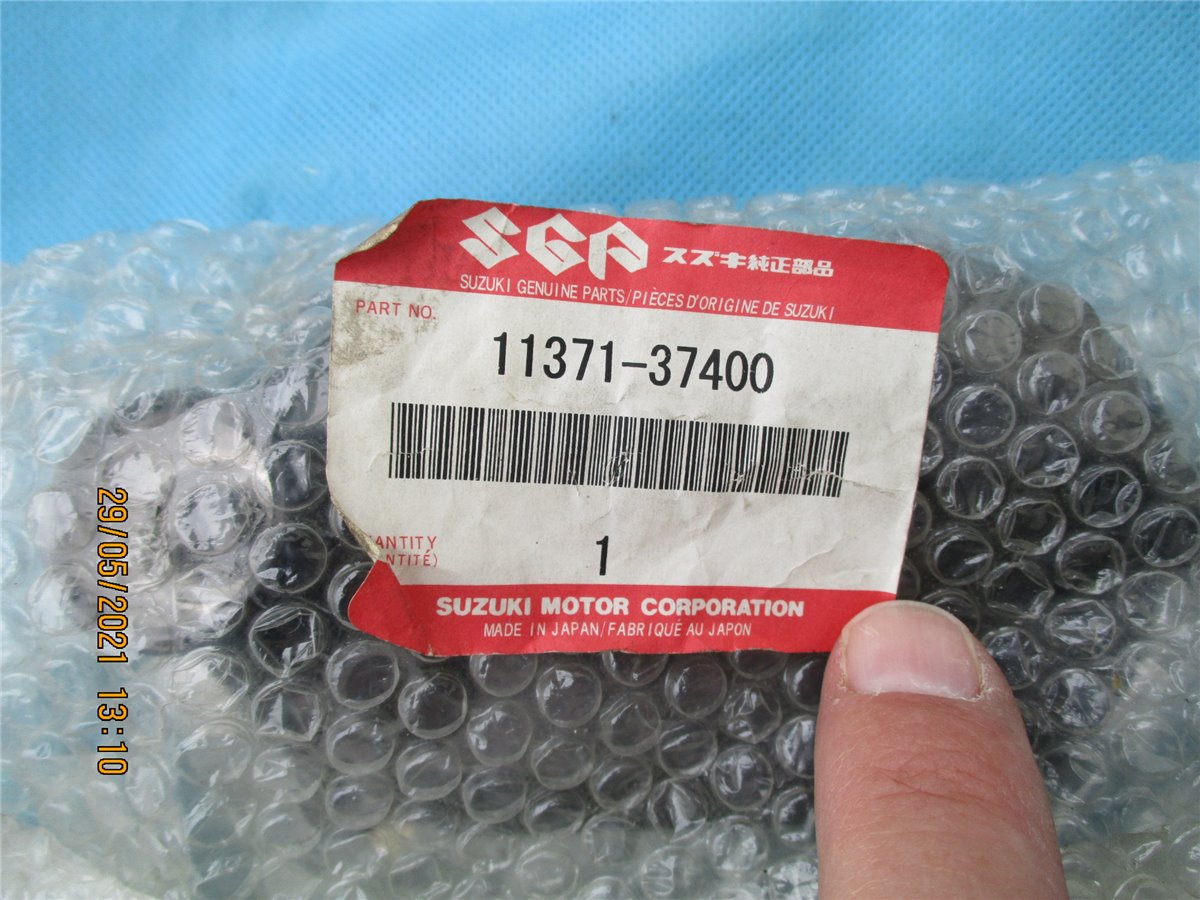 SGP スズキ純正部品
SUZUKI GENUINE PARTS/PIÈCES D'ORIGINE DE SUZUKI
PART NO.
11371-37400
ANTITY
NTITÉ)
1
SUZUKI MOTOR CORPORATION
MADE IN JAPAN/FABRIQUÉ AU JAPON
29/05/2021 13:10